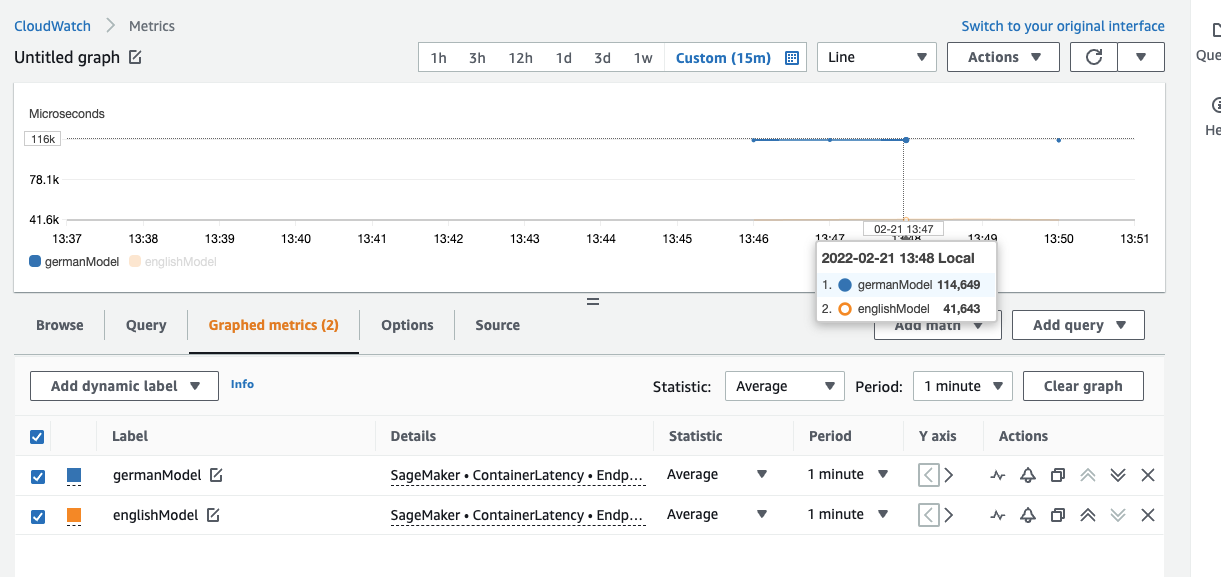 CloudWatch Metrics
Switch to your original interface
Untitled graph
1h 3h 12h 1d 3d 1w Custom (15m) Line Actions
Microseconds
116k
78.1k
41.6k
13:37 13:38 13:39 13:40 13:41 13:42 13:43 13:44 13:45 13:46 13:47 13:48 13:49 13:50 13:51
02-21 13:47
germanModel englishModel
2022-02-21 13:48 Local
1. germanModel 114,649
2. englishModel 41,643
Browse Query Graphed metrics (2) Options Source Add math Add query
Add dynamic label Info Statistic: Average Period: 1 minute Clear graph
Label Details Statistic Period Y axis Actions
germanModel SageMaker • ContainerLatency • Endp... Average 1 minute
englishModel SageMaker • ContainerLatency • Endp... Average 1 minute